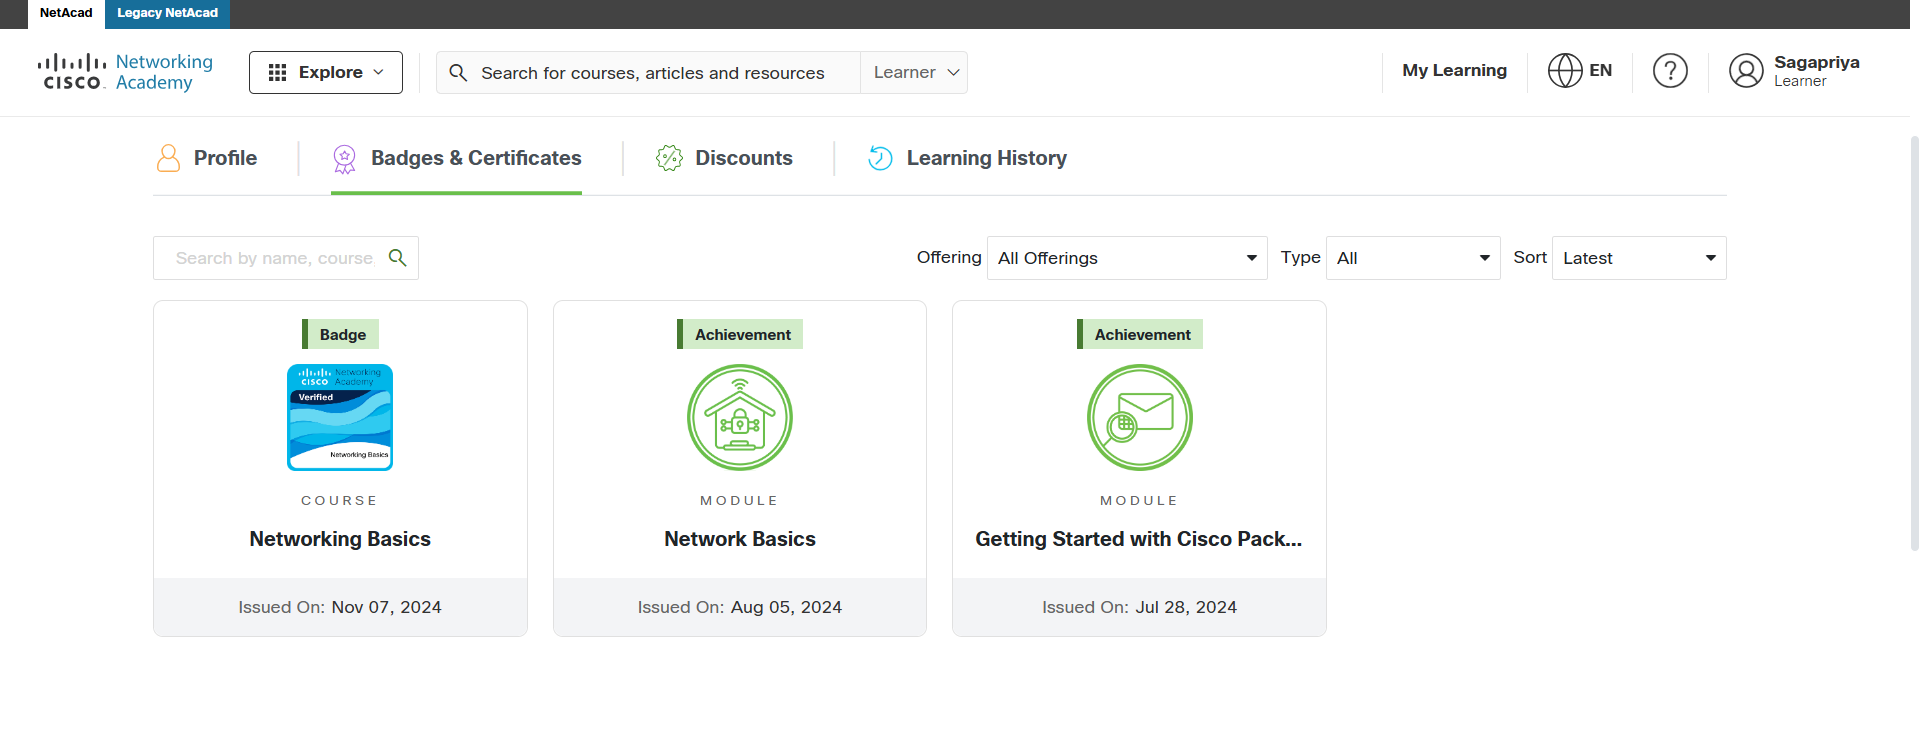 NetAcad
Legacy NetAcad
CISCO
Networking
Academy
Explore
Search for courses, articles and resources
Learner
My Learning
EN
?
Sagapriya
Learner
Profile
Badges & Certificates
Discounts
Learning History
Search by name, course,
Offering
All Offerings
Type
All
Sort
Latest
Badge
CISCO
Networking
Academy
Verified
Networking Basics
COURSE
Networking Basics
Issued On: Nov 07, 2024
Achievement
MODULE
Network Basics
Issued On: Aug 05, 2024
Achievement
MODULE
Getting Started with Cisco Pack...
Issued On: Jul 28, 2024